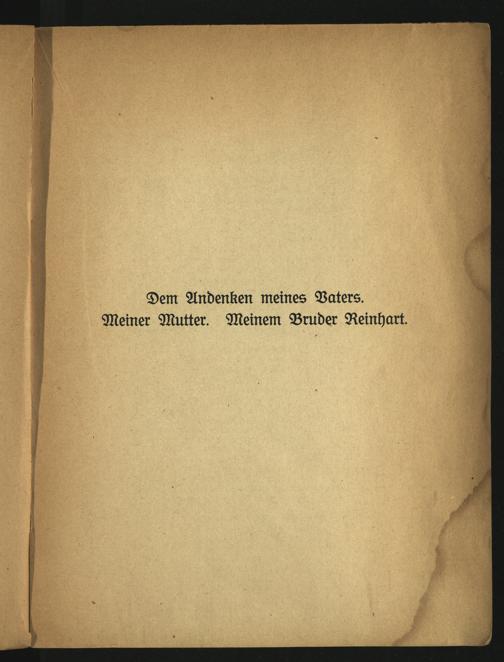 Dem Andenken meines Vaters.
Meiner Mutter. Meinem Bruder Reinhart.